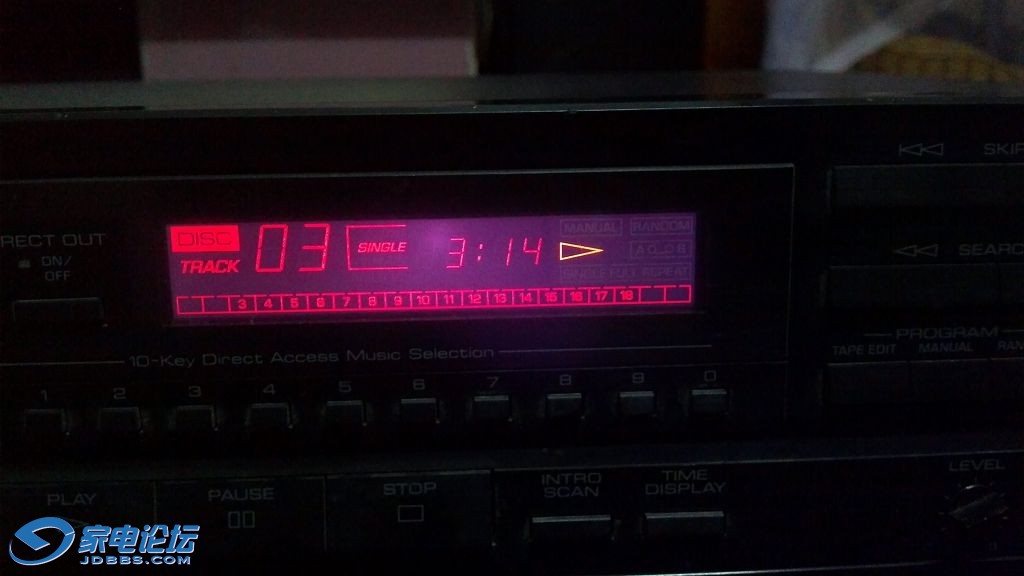 SKIP
RECT OUT
ON/
OFF
DISC
TRACK 03 SINGLE 3:14
MANUAL RANDOM
A B
SINGLE FULL REPEAT
SEARC
3 4 5 6 7 8 9 10 11 12 13 14 15 16 17 18
PROGRAM
TAPE EDIT MANUAL RAN
10-Key Direct Access Music Selection
1 2 3 4 5 6 7 8 9 0
PLAY PAUSE STOP
INTRO
SCAN
TIME
DISPLAY
LEVEL
家电论坛
JDBBS.COM